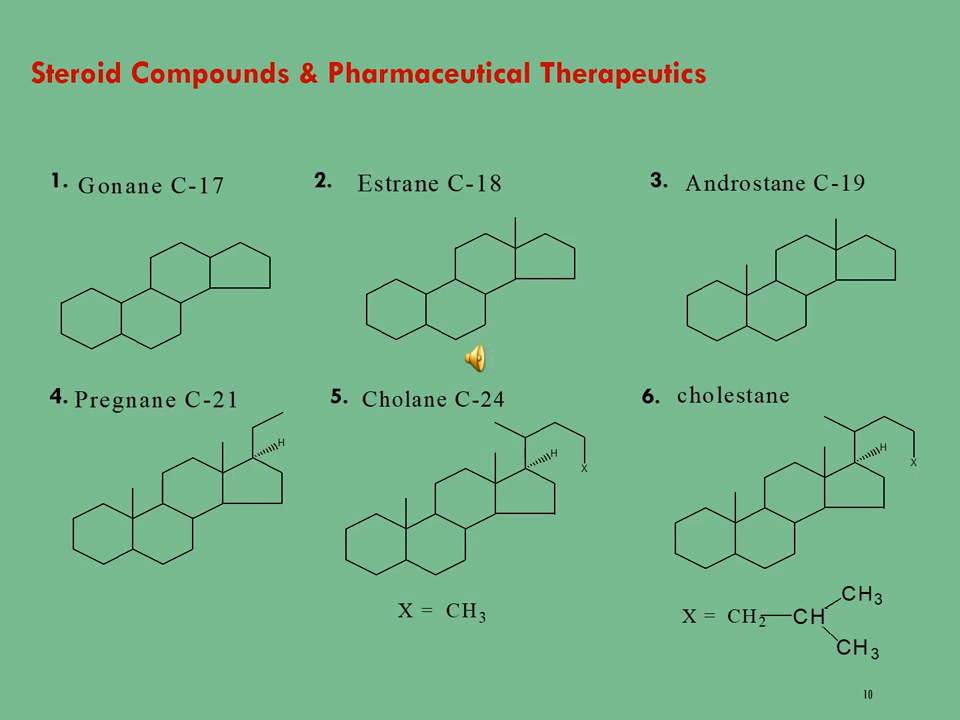 Steroid Compounds & Pharmaceutical Therapeutics
1. Gonane C-17
2. Estrane C-18
3. Androstane C-19
4. Pregnane C-21
5. Cholane C-24
6. cholestane
H
H
X
H
X
X = CH3
X = CH2 CH
CH3
CH3
10